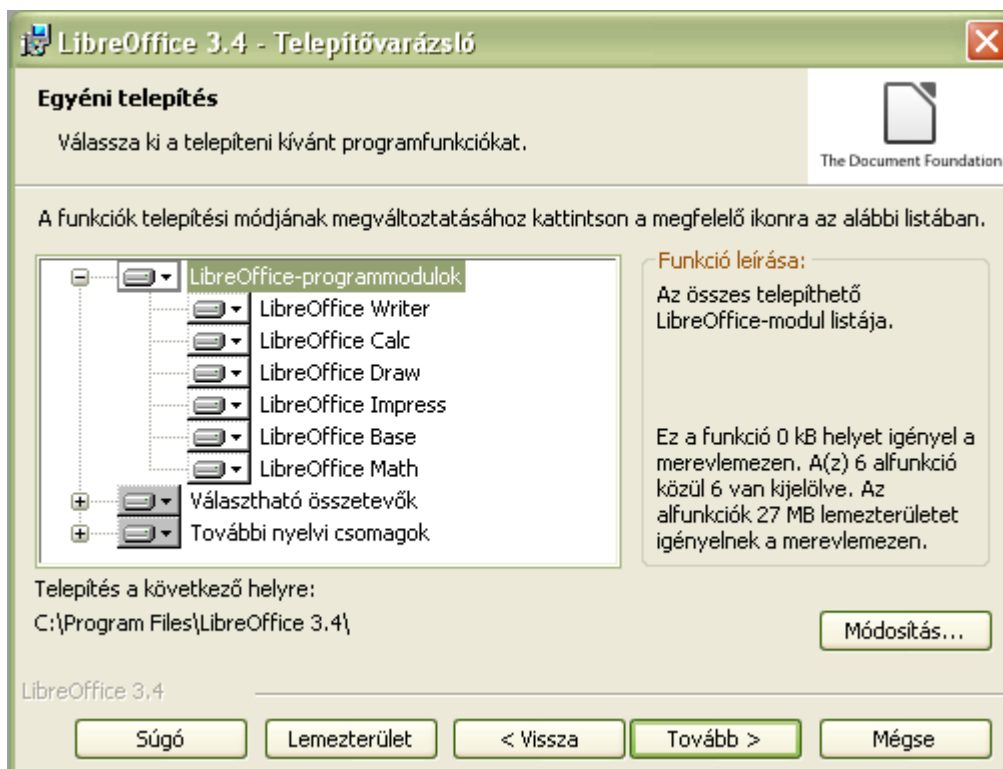 LibreOffice 3.4 - Telepítővarázsló
Egyéni telepítés
Válassza ki a telepíteni kívánt programfunkciókat.
The Document Foundation
A funkciók telepítési módjának megváltoztatásához kattintson a megfelelő ikonra az alábbi listában.
LibreOffice-programmodulok
LibreOffice Writer
LibreOffice Calc
LibreOffice Draw
LibreOffice Impress
LibreOffice Base
LibreOffice Math
Választható összetevők
További nyelvi csomagok
Funkció leírása:
Az összes telepíthető
LibreOffice-modul listája.
Ez a funkció 0 kB helyet igényel a
merevlemezen. A(z) 6 alfunkció
közül 6 van kijelölve. Az
alfunkciók 27 MB lemezterületet
igényelnek a merevlemezen.
Telepítés a következő helyre:
C:\Program Files\LibreOffice 3.4\
Módosítás...
LibreOffice 3.4
Súgó
Lemezterület
< Vissza
Tovább >
Mégse